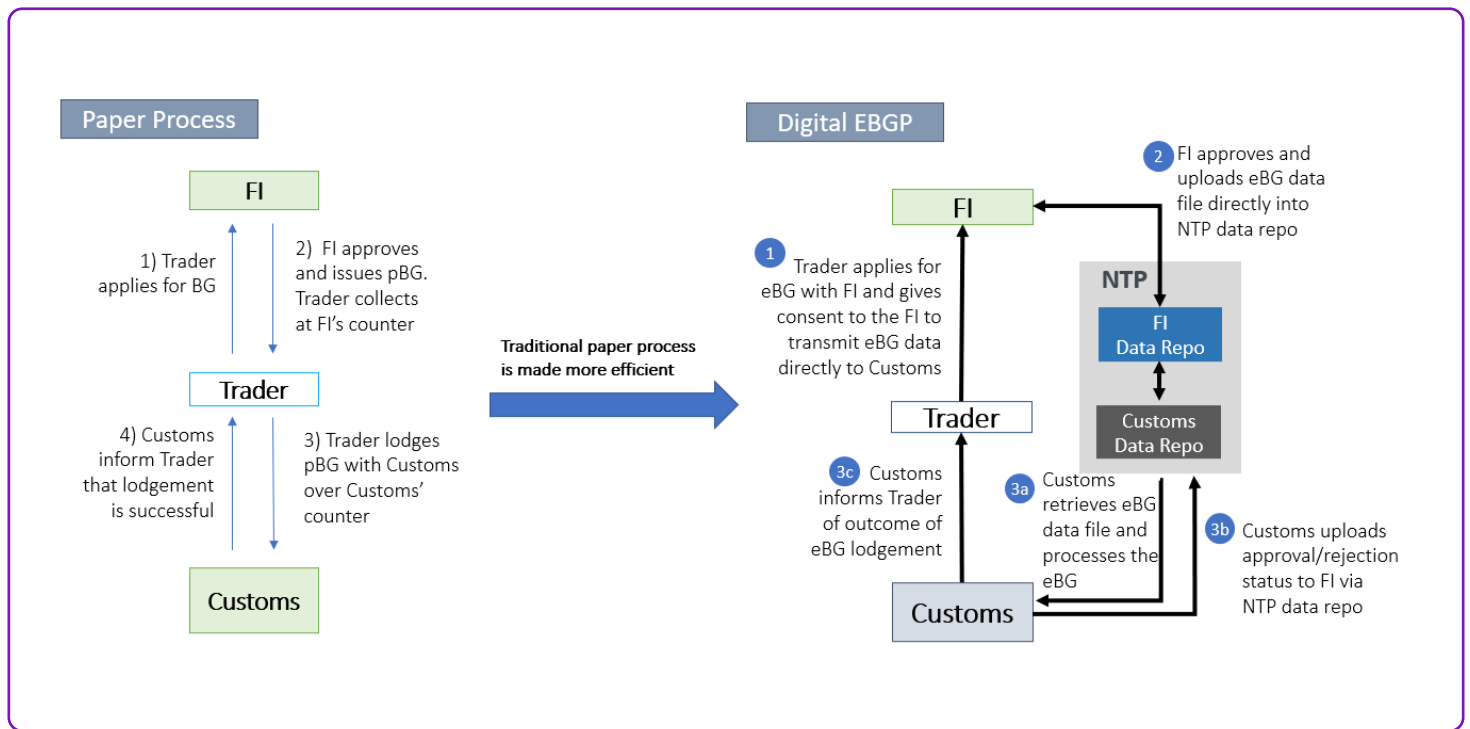 Paper Process
FI
1) Trader
applies for BG
2)  FI approves
and issues pBG.
Trader collects
at FI's counter
Trader
4) Customs
inform Trader
that lodgement
is successful
3) Trader lodges
pBG with Customs
over Customs'
counter
Customs
Traditional paper process
is made more efficient
Digital EBGP
FI
2
FI approves and
uploads eBG data
file directly into
NTP data repo
1
Trader applies for
eBG with FI and gives
consent to the FI to
transmit eBG data
directly to Customs
NTP
FI
Data Repo
Customs
Data Repo
Trader
3c
Customs
informs Trader
of outcome of
eBG lodgement
3a
Customs
retrieves eBG
data file and
processes the
eBG
3b
Customs uploads
approval/rejection
status to FI via
NTP data repo
Customs